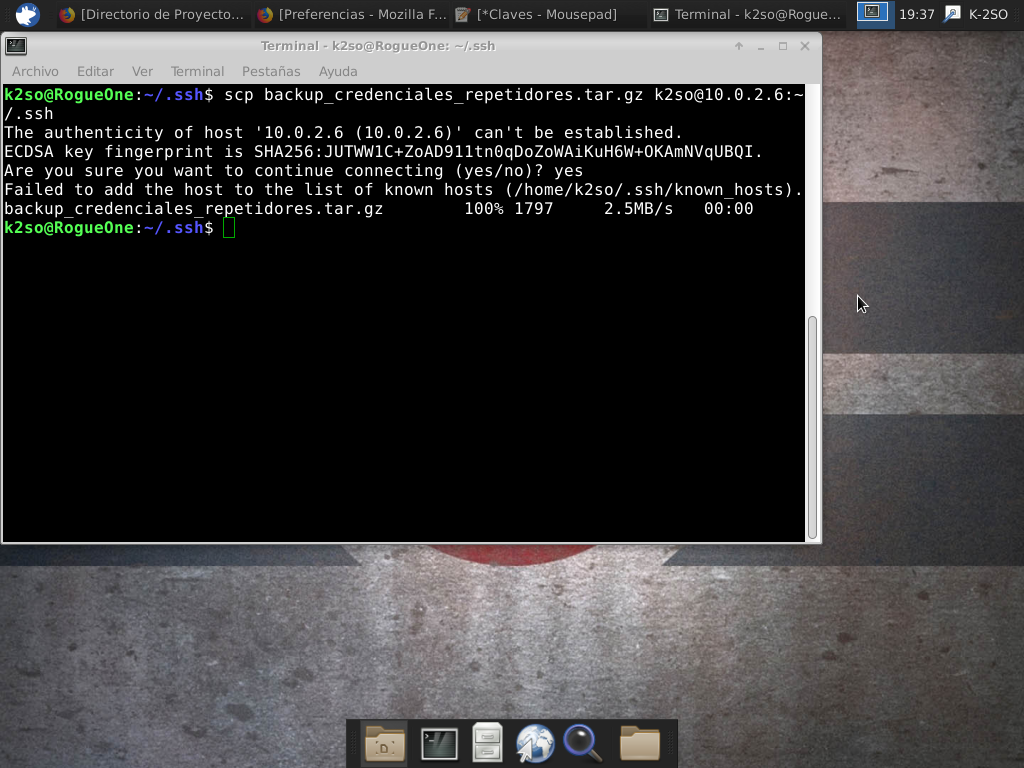 [Directorio de Proyecto... [Preferencias - Mozilla F... [*Claves - Mousepad] Terminal - k2so@Rogue... 19:37 K-2SO
Terminal - k2so@RogueOne: ~/.ssh
Archivo Editar Ver Terminal Pestañas Ayuda
k2so@RogueOne:~/.ssh$ scp backup_credenciales_repetidores.tar.gz k2so@10.0.2.6:~
/.ssh
The authenticity of host '10.0.2.6 (10.0.2.6)' can't be established.
ECDSA key fingerprint is SHA256:JUTWW1C+ZoAD911tn0qDoZoWAiKuH6W+OKAmNVqUBQI.
Are you sure you want to continue connecting (yes/no)? yes
Failed to add the host to the list of known hosts (/home/k2so/.ssh/known_hosts).
backup_credenciales_repetidores.tar.gz 100% 1797 2.5MB/s 00:00
k2so@RogueOne:~/.ssh$
D